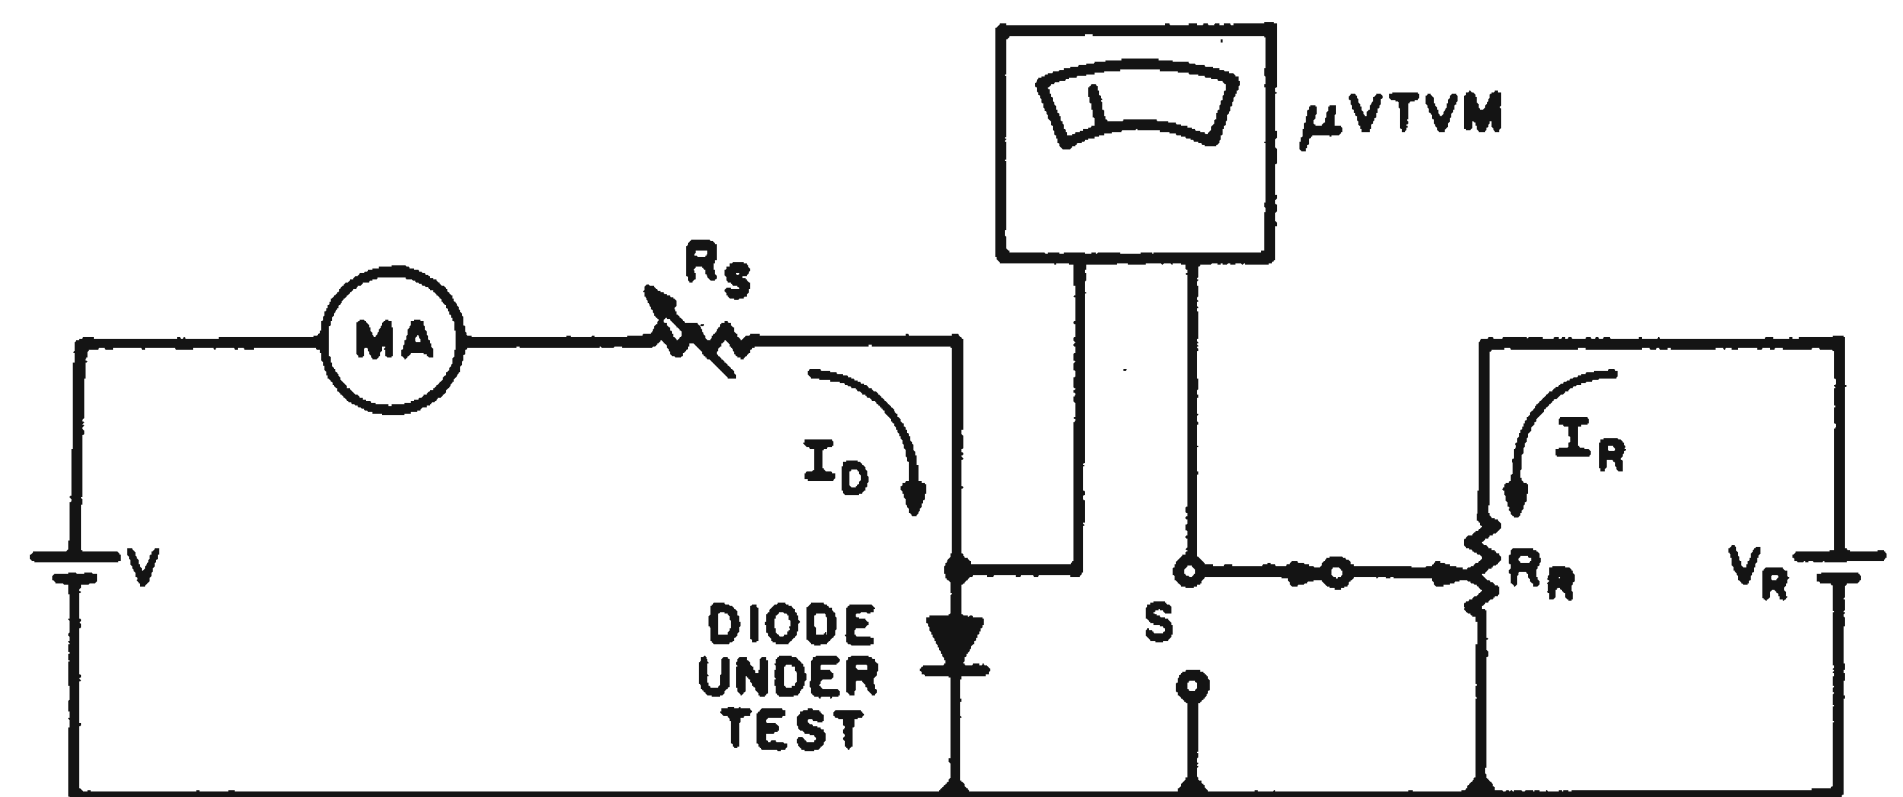 μVTVM
RS
MA
ID
IR
V
RR
VR
DIODE
UNDER
TEST
S